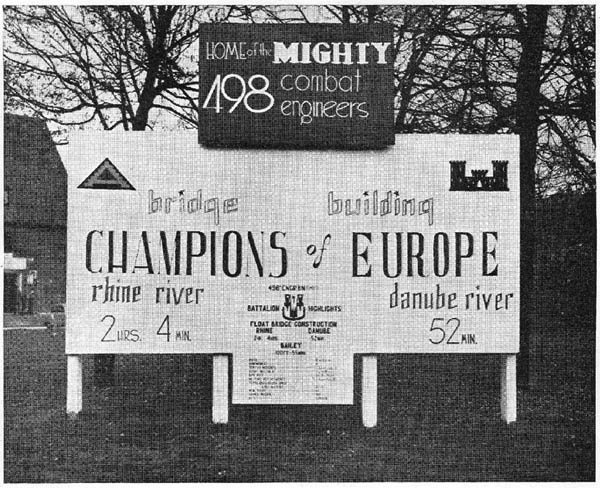 HOME of the MIGHTY
498 combat
engineers
bridge building
CHAMPIONS of EUROPE
rhine river danube river
2 HRS. 4 MIN. 52 MIN.
BATTALION HIGHLIGHTS
FLOAT BRIDGE CONSTRUCTION
RHINE DANUBE
BAILEY